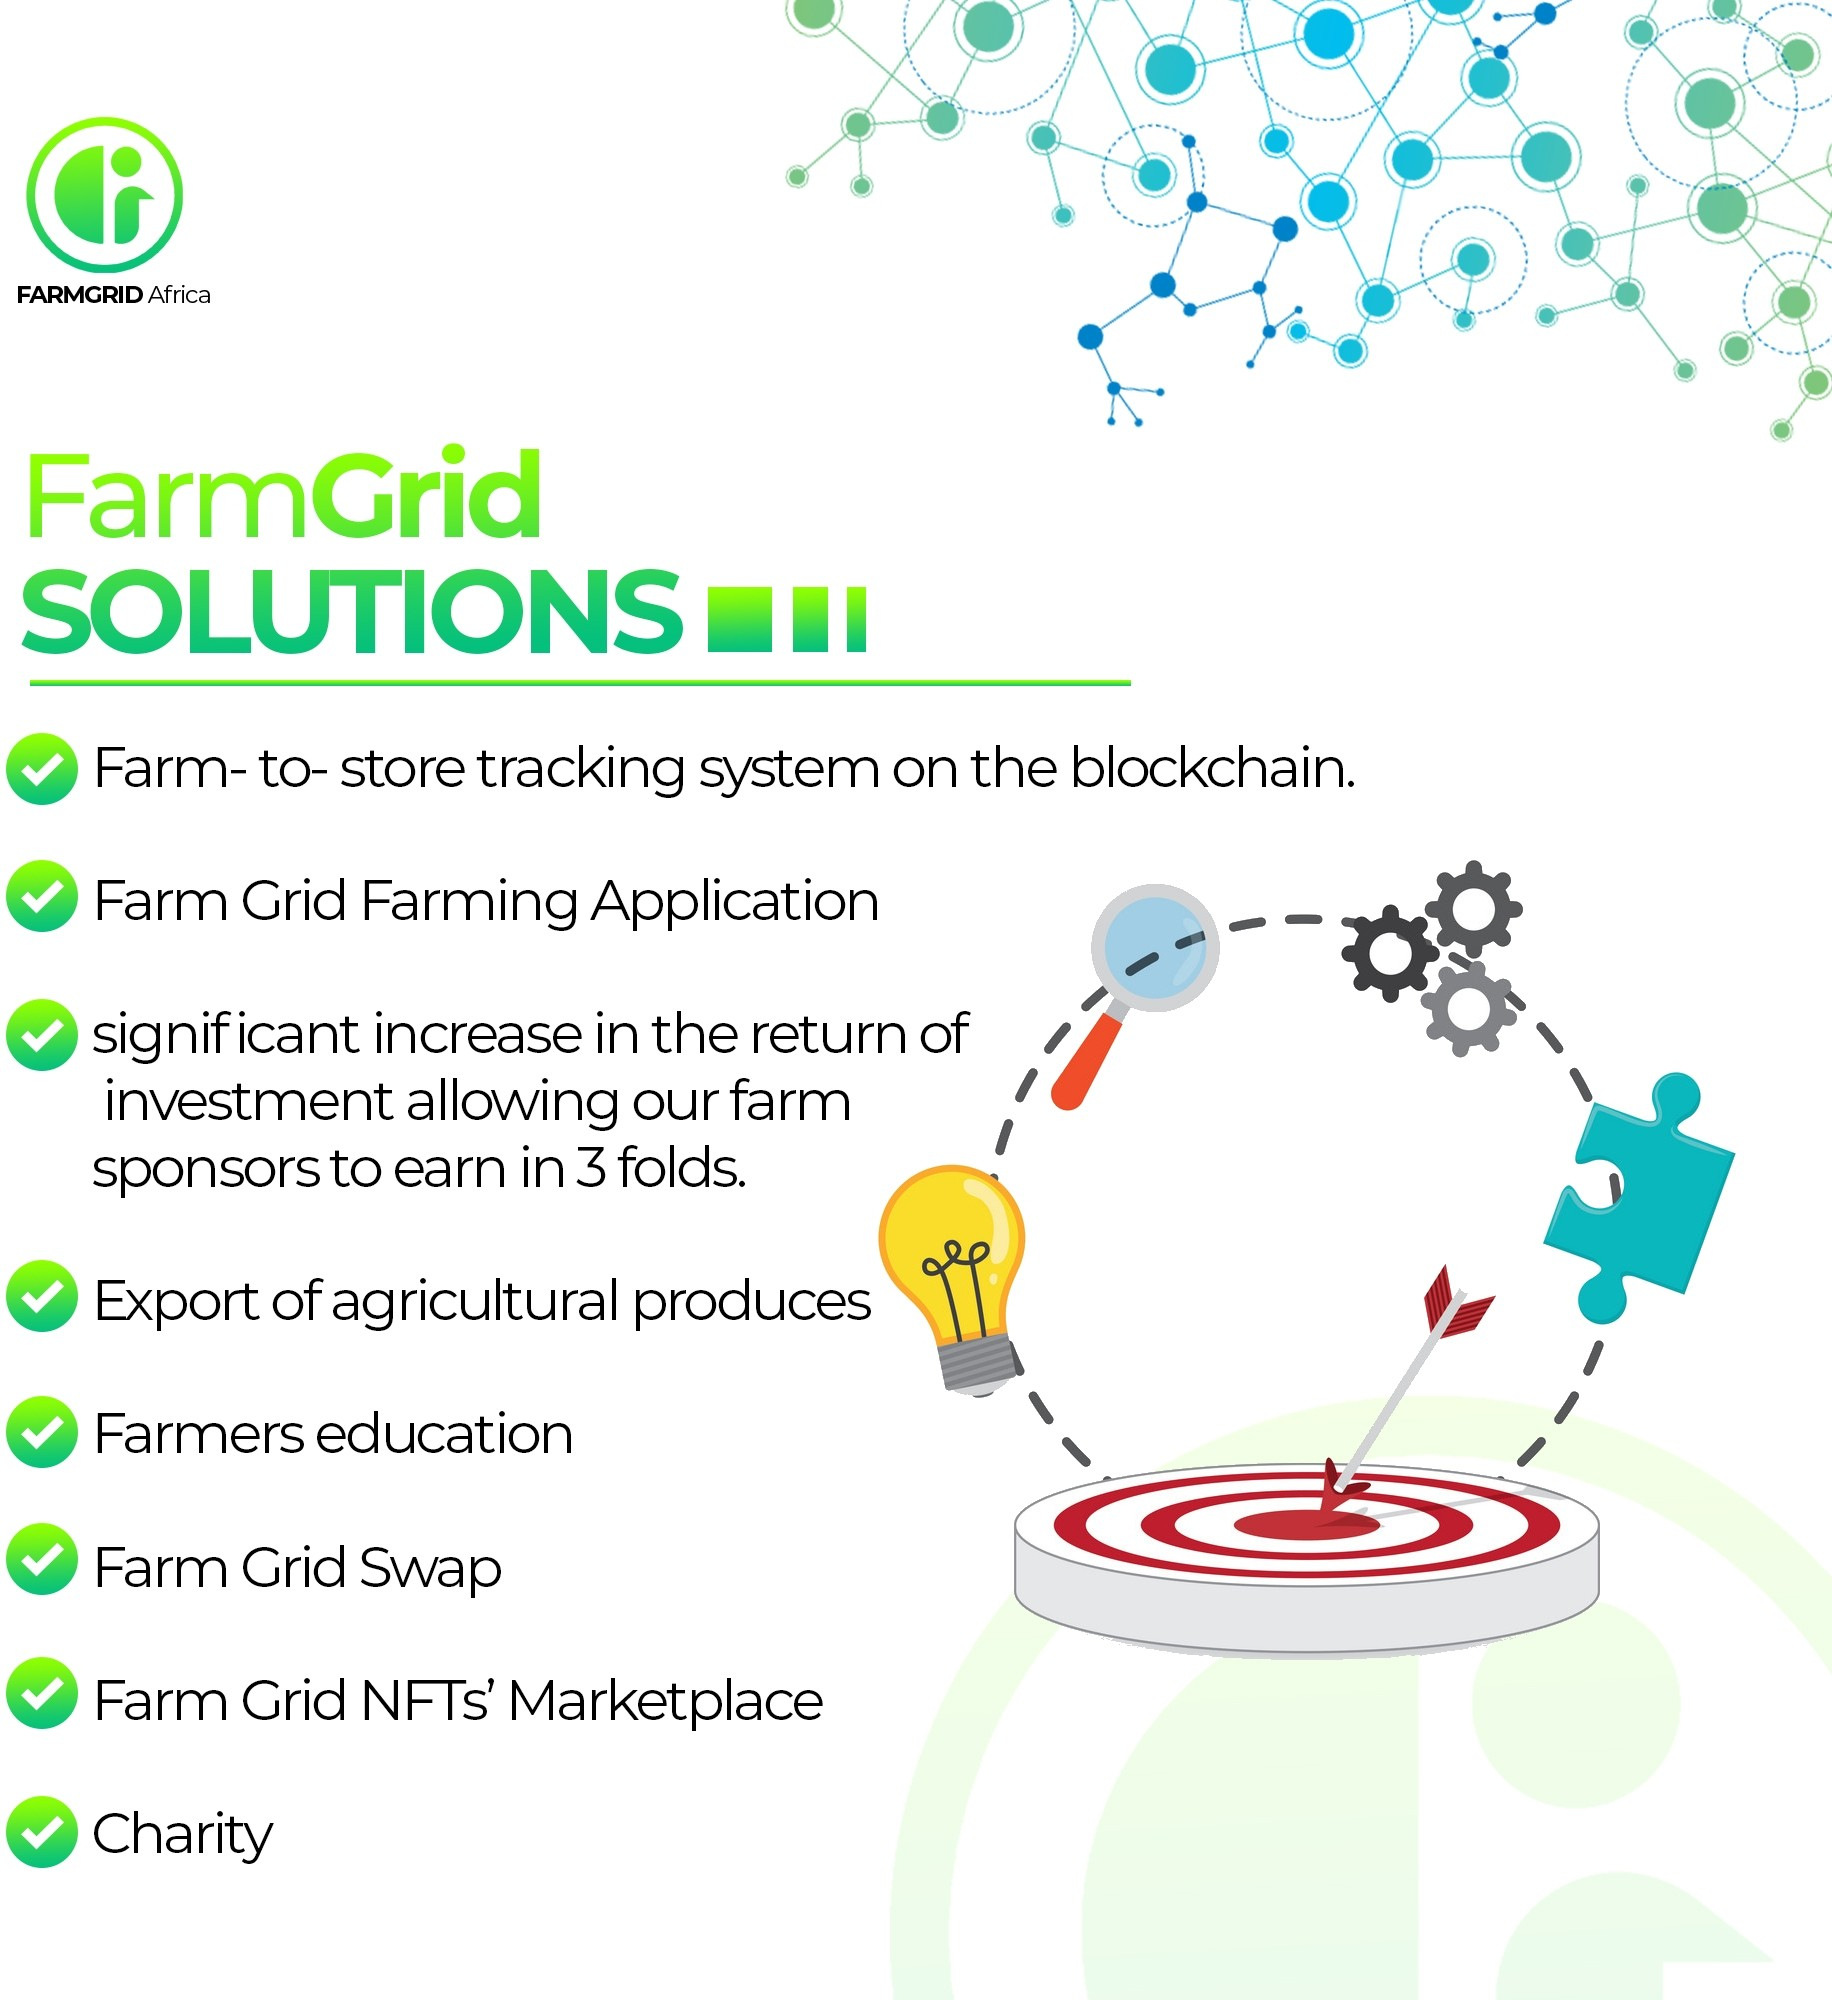 FARMGRID Africa
FarmGrid
SOLUTIONS
Farm- to- store tracking system on the blockchain.
Farm Grid Farming Application
significant increase in the return of
investment allowing our farm
sponsors to earn in 3 folds.
Export of agricultural produces
Farmers education
Farm Grid Swap
Farm Grid NFTs’ Marketplace
Charity